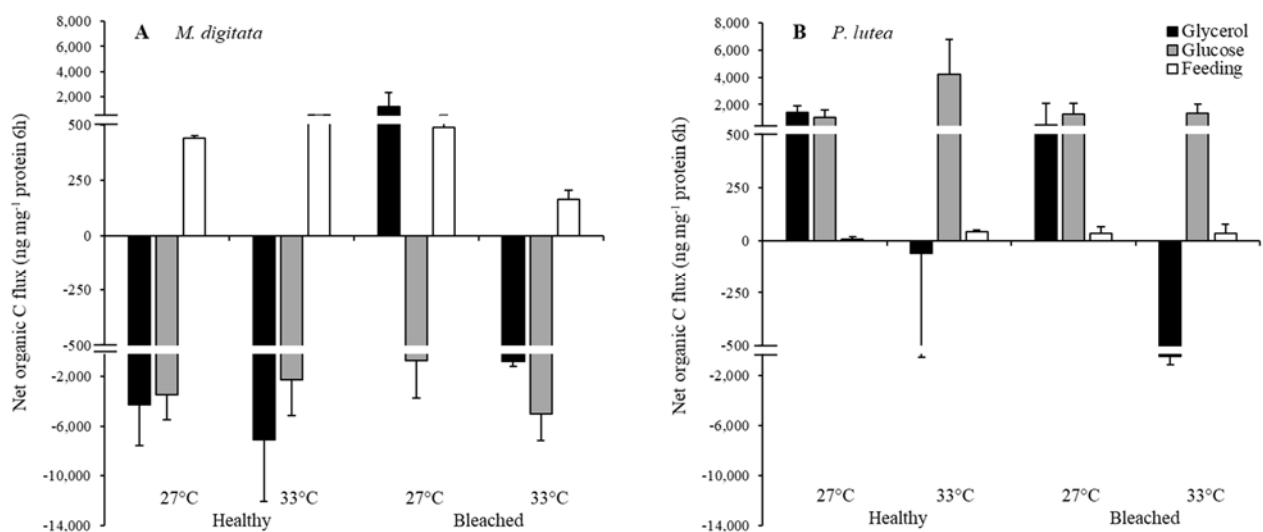 A M. digitata
Net organic C flux (ng mg⁻¹ protein 6h)
8,000
6,000
4,000
2,000
500
250
0
-250
-500
-2,000
-6,000
-10,000
-14,000
27°C 33°C 27°C 33°C
Healthy Bleached
B P. lutea
Glycerol
Glucose
Feeding
Net organic C flux (ng mg⁻¹ protein 6h)
8,000
6,000
4,000
2,000
500
250
0
-250
-500
-2,000
-6,000
-10,000
-14,000
27°C 33°C 27°C 33°C
Healthy Bleached